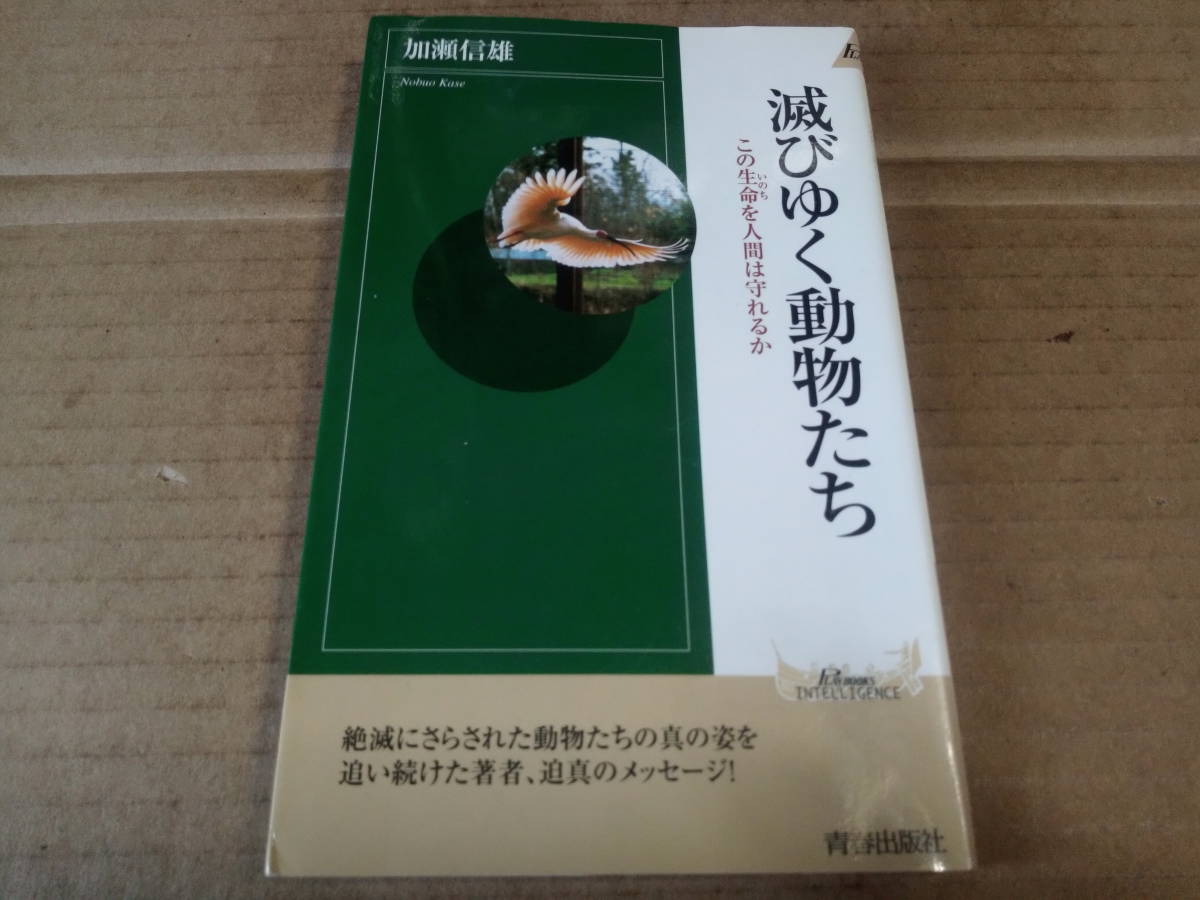 加瀬信雄
Nobuo Kase
滅びゆく動物たち
この生命を人間は守れるか
いのち
PLAY BOOKS
INTELLIGENCE
絶滅にさらされた動物たちの真の姿を
追い続けた著者、迫真のメッセージ!
青春出版社